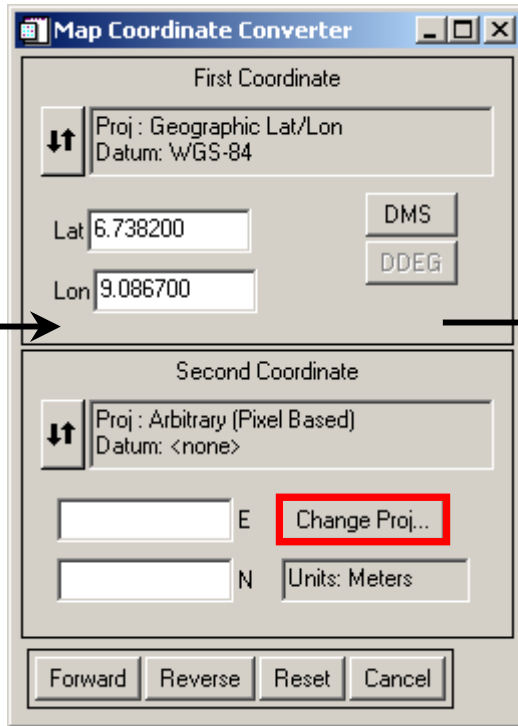 Map Coordinate Converter
First Coordinate
Proj : Geographic Lat/Lon
Datum: WGS-84
Lat 6.738200
DMS
DDEG
Lon 9.086700
Second Coordinate
Proj : Arbitrary (Pixel Based)
Datum: <none>
E
Change Proj...
N
Units: Meters
Forward Reverse Reset Cancel